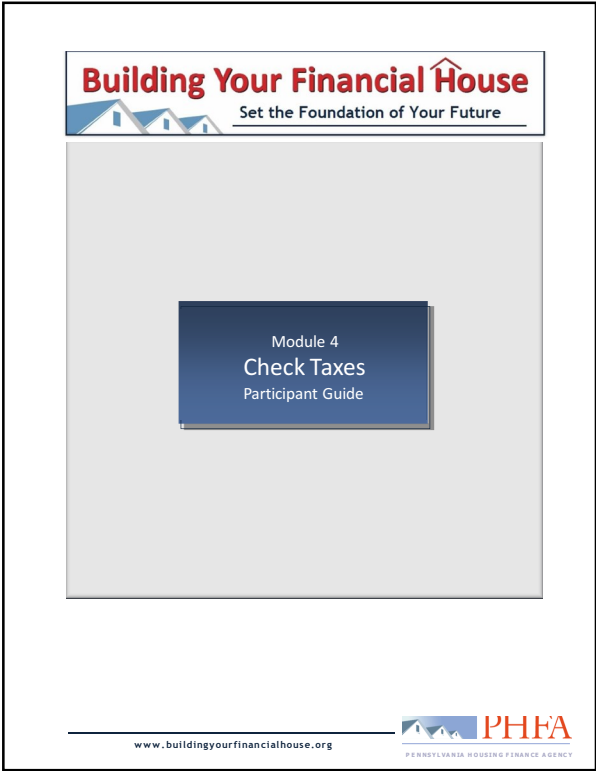 Building Your Financial House
Set the Foundation of Your Future
Module 4
Check Taxes
Participant Guide
www.buildingyourfinancialhouse.org
PHFA
PENNSYLVANIA HOUSING FINANCE AGENCY